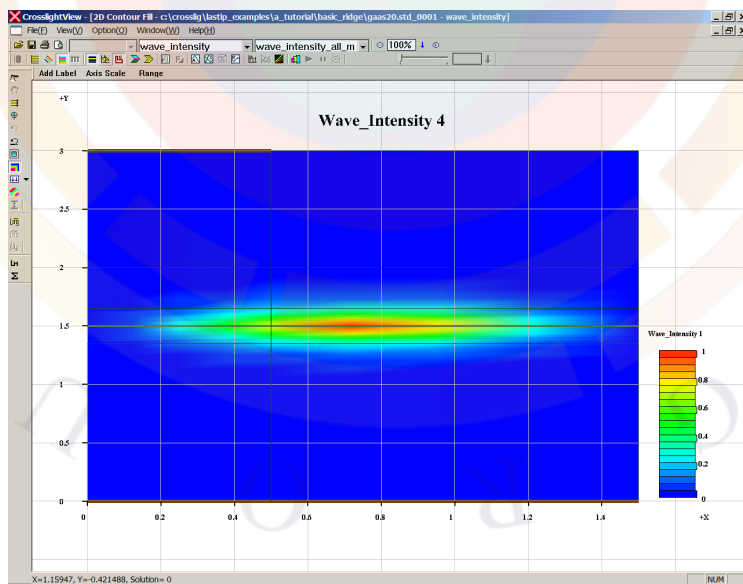 CrosslightView - [2D Contour Fill - c:\crosslig\lastip_examples\a_tutorial\basic_ridge\gaas20.std_0001 - wave_intensity]
File(F) View(V) Option(O) Window(W) Help(H)
wave_intensity wave_intensity_all_m 100%
Add Label Axis Scale Range
+Y
Wave_Intensity 4
3
2.5
2
1.5
Wave_Intensity 1
1
0.8
1
0.6
0.4
0.5
0.2
0
0
0 0.2 0.4 0.6 0.8 1 1.2 1.4 +X
X=1.15947, Y=-0.421488, Solution= 0 NUM